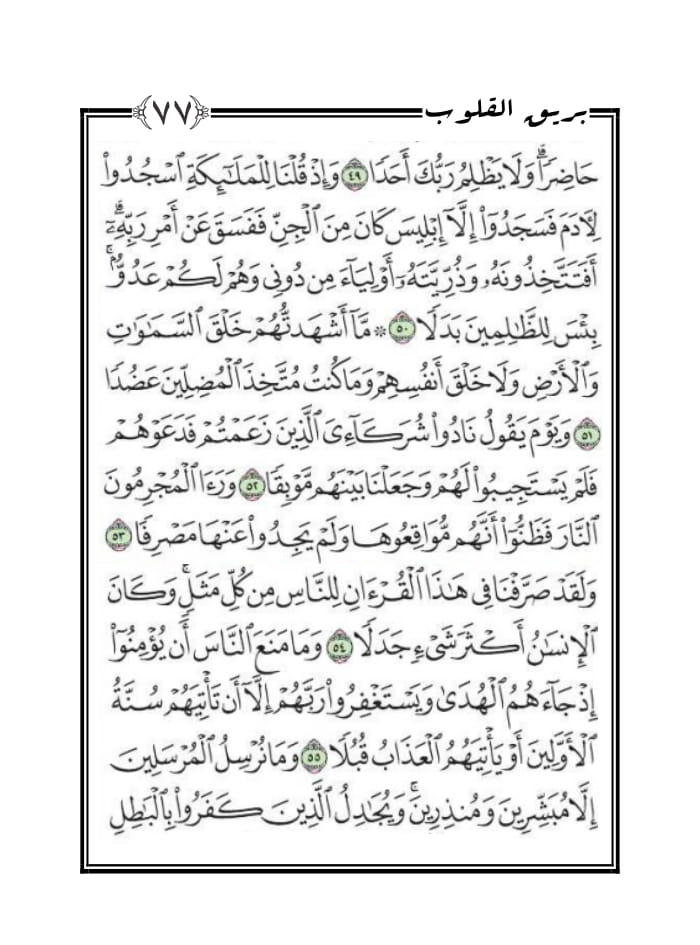 بريق القلوب ﴿٧٧﴾
حَاضِرٗاۗ وَلَا يَظۡلِمُ رَبُّكَ أَحَدٗا ٤٩ وَإِذۡ قُلۡنَا لِلۡمَلَٰٓئِكَةِ ٱسۡجُدُواْ
لِأٓدَمَ فَسَجَدُوٓاْ إِلَّآ إِبۡلِيسَ كَانَ مِنَ ٱلۡجِنِّ فَفَسَقَ عَنۡ أَمۡرِ رَبِّهِۦٓۗ
أَفَتَتَّخِذُونَهُۥ وَذُرِّيَّتَهُۥٓ أَوۡلِيَآءَ مِن دُونِي وَهُمۡ لَكُمۡ عَدُوُّۢۚ
بِئۡسَ لِلظَّٰلِمِينَ بَدَلٗا ٥٠ ۞ مَّآ أَشۡهَدتُّهُمۡ خَلۡقَ ٱلسَّمَٰوَٰتِ
وَٱلۡأَرۡضِ وَلَا خَلۡقَ أَنفُسِهِمۡ وَمَا كُنتُ مُتَّخِذَ ٱلۡمُضِلِّينَ عَضُدٗا
٥١ وَيَوۡمَ يَقُولُ نَادُواْ شُرَكَآءِيَ ٱلَّذِينَ زَعَمۡتُمۡ فَدَعَوۡهُمۡ
فَلَمۡ يَسۡتَجِيبُواْ لَهُمۡ وَجَعَلۡنَا بَيۡنَهُم مَّوۡبِقٗا ٥٢ وَرَءَا ٱلۡمُجۡرِمُونَ
ٱلنَّارَ فَظَنُّوٓاْ أَنَّهُم مُّوَاقِعُوهَا وَلَمۡ يَجِدُواْ عَنۡهَا مَصۡرِفٗا ٥٣
وَلَقَدۡ صَرَّفۡنَا فِي هَٰذَا ٱلۡقُرۡءَانِ لِلنَّاسِ مِن كُلِّ مَثَلٖۚ وَكَانَ
ٱلۡإِنسَٰنُ أَكۡثَرَ شَيۡءٖ جَدَلٗا ٥٤ وَمَا مَنَعَ ٱلنَّاسَ أَن يُؤۡمِنُوٓاْ
إِذۡ جَآءَهُمُ ٱلۡهُدَىٰ وَيَسۡتَغۡفِرُواْ رَبَّهُمۡ إِلَّآ أَن تَأۡتِيَهُمۡ سُنَّةُ
ٱلۡأَوَّلِينَ أَوۡ يَأۡتِيَهُمُ ٱلۡعَذَابُ قُبُلٗا ٥٥ وَمَا نُرۡسِلُ ٱلۡمُرۡسَلِينَ
إِلَّا مُبَشِّرِينَ وَمُنذِرِينَۚ وَيُجَٰدِلُ ٱلَّذِينَ كَفَرُواْ بِٱلۡبَٰطِلِ